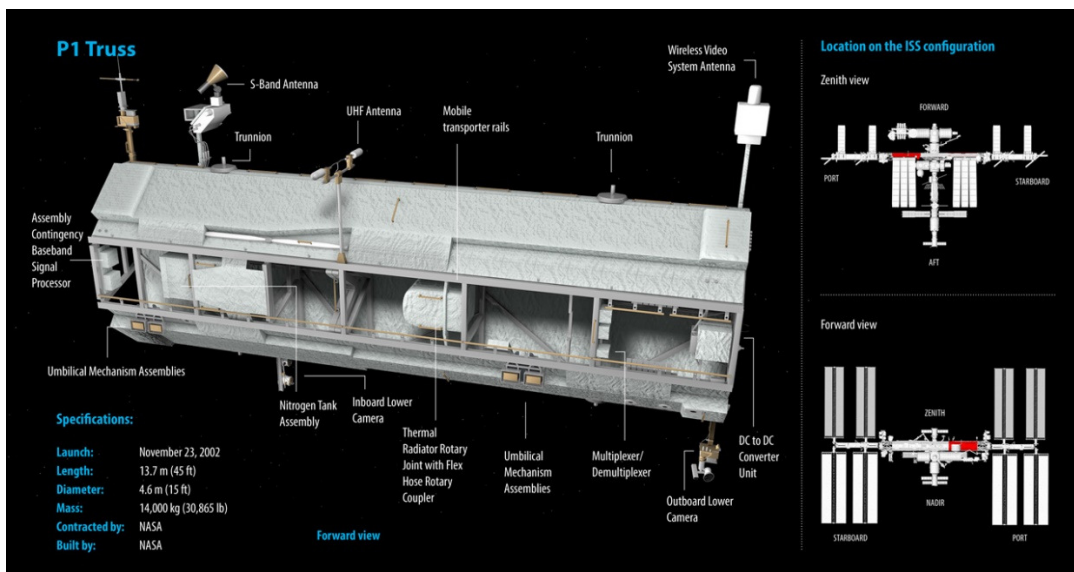 P1 Truss
S-Band Antenna
Trunnion
UHF Antenna
Mobile
transporter rails
Trunnion
Wireless Video
System Antenna
Assembly
Contingency
Baseband
Signal
Processor
Umbilical Mechanism Assemblies
Nitrogen Tank
Assembly
Inboard Lower
Camera
Thermal
Radiator Rotary
Joint with Flex
Hose Rotary
Coupler
Umbilical
Mechanism
Assemblies
Multiplexer/
Demultiplexer
Outboard Lower
Camera
DC to DC
Converter
Unit
Specifications:
Launch: November 23, 2002
Length: 13.7 m (45 ft)
Diameter: 4.6 m (15 ft)
Mass: 14,000 kg (30,865 lb)
Contracted by: NASA
Built by: NASA
Forward view
Location on the ISS configuration
Zenith view
FORWARD
PORT
STARBOARD
AFT
Forward view
ZENITH
NADIR
STARBOARD
PORT